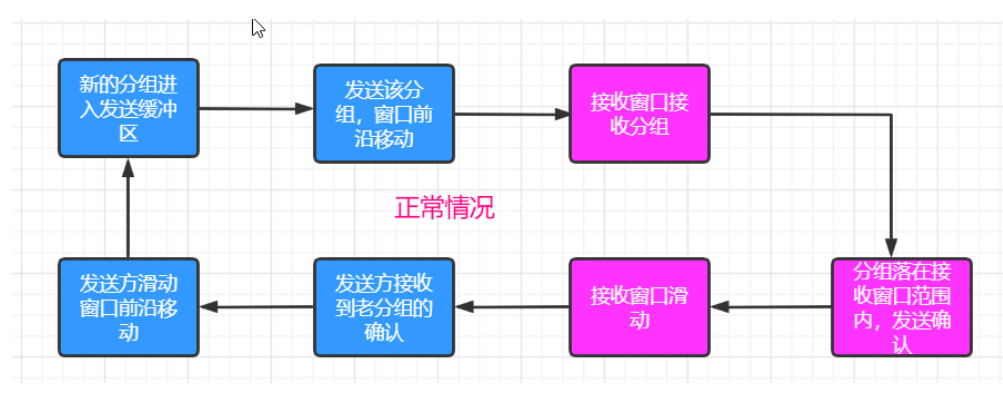 新的分组进
入发送缓冲
区
发送该分
组，窗口前
沿移动
接收窗口接
收分组
正常情况
发送方滑动
窗口前沿移
动
发送方接收
到老分组的
确认
接收窗口滑
动
分组落在接
收窗口范围
内，发送确
认